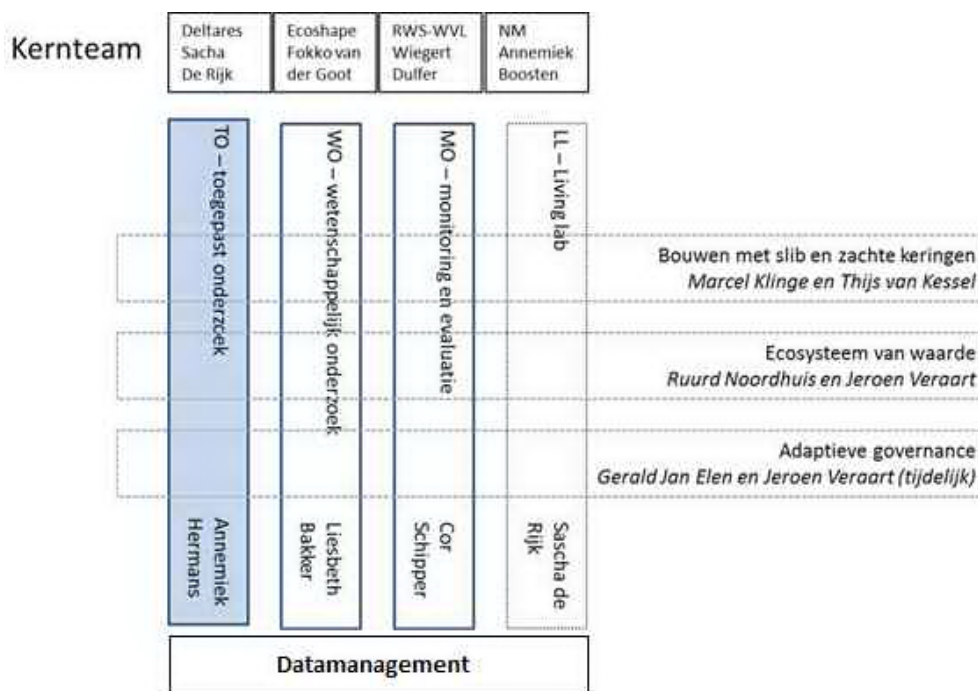 Kernteam
Deltares
Sacha
De Rijk
Ecoshape
Fokko van
der Goot
RWS-WVL
Wiegert
Dulfer
NM
Annemiek
Boosten
TO – toegepast onderzoek
WO – wetenschappelijk onderzoek
MO – monitoring en evaluatie
LL – Living lab
Bouwen met slib en zachte keringen
Marcel Klinge en Thijs van Kessel
Ecosysteem van waarde
Ruurd Noordhuis en Jeroen Veraart
Adaptieve governance
Gerald Jan Elen en Jeroen Veraart (tijdelijk)
Annemiek
Hermans
Liesbeth
Bakker
Cor
Schipper
Sascha de
Rijk
Datamanagement